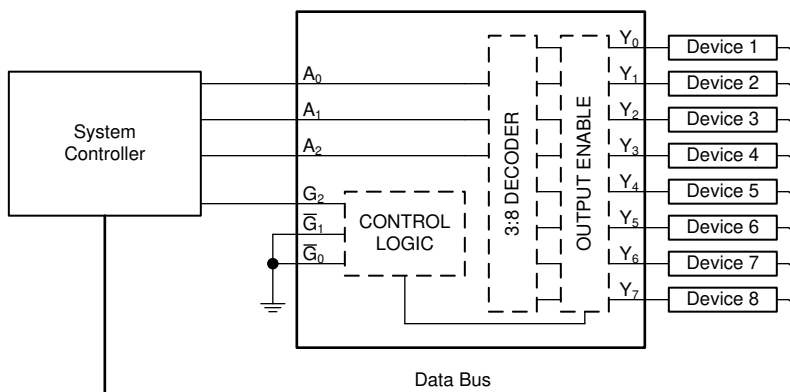 System
Controller
A0
A1
A2
G2
G̅1
G̅0
CONTROL
LOGIC
3:8 DECODER
OUTPUT ENABLE
Y0
Y1
Y2
Y3
Y4
Y5
Y6
Y7
Device 1
Device 2
Device 3
Device 4
Device 5
Device 6
Device 7
Device 8
Data Bus